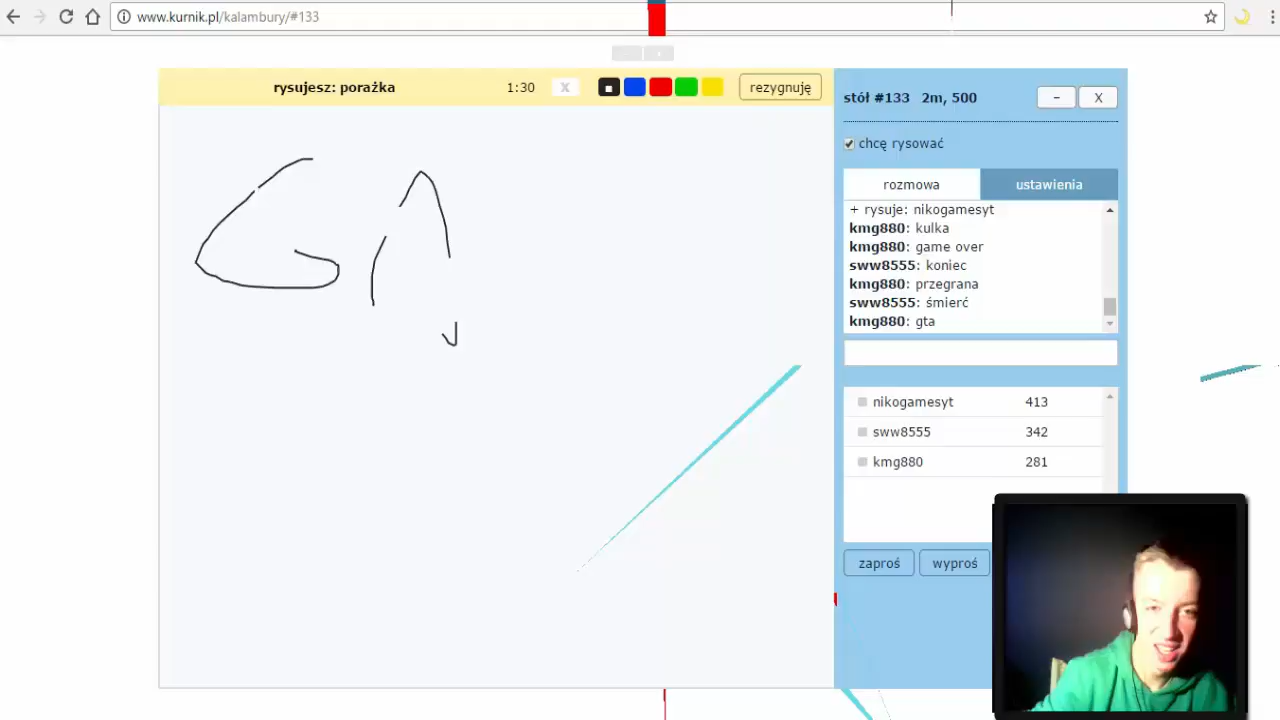 www.kurnik.pl/kalambury/#133
rysujesz: porażka 1:30 X rezygnuję
stól #133 2m, 500 – X
chcę rysować
rozmowa ustawienia
+ rysuje: nikogamesyt
kmg880: kulka
kmg880: game over
sww8555: koniec
kmg880: przegrana
sww8555: śmierć
kmg880: gta
nikogamesyt 413
sww8555 342
kmg880 281
zaproś wyproś